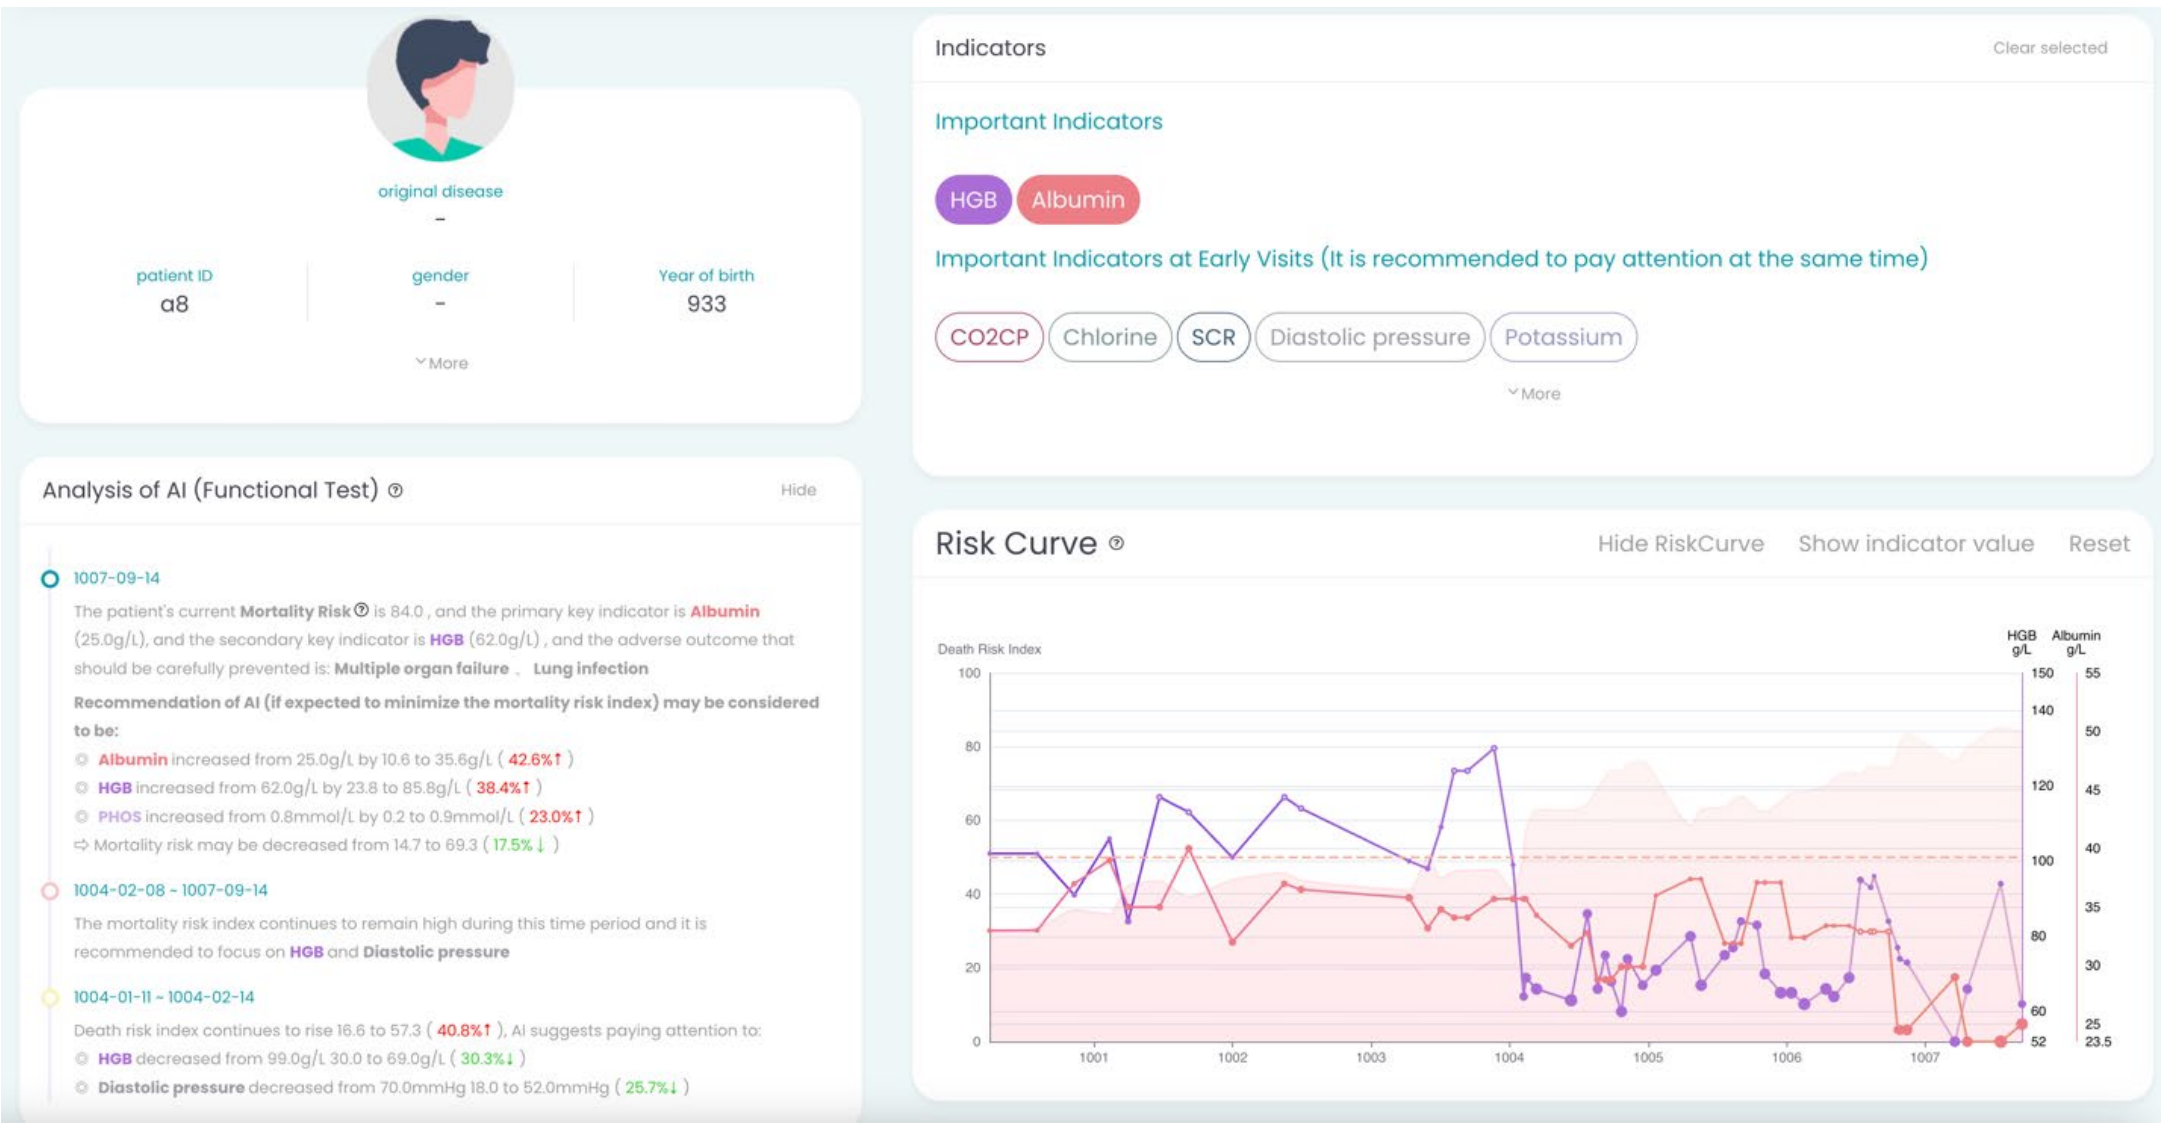 original disease
-
patient ID
a8
gender
-
Year of birth
933
More
Analysis of AI (Functional Test) ?
Hide
1007-09-14
The patient's current Mortality Risk ? is 84.0 , and the primary key indicator is Albumin
(25.0g/L), and the secondary key indicator is HGB (62.0g/L) , and the adverse outcome that
should be carefully prevented is: Multiple organ failure 、 Lung infection
Recommendation of AI (if expected to minimize the mortality risk index) may be considered
to be:
Albumin increased from 25.0g/L by 10.6 to 35.6g/L ( 42.6%↑ )
HGB increased from 62.0g/L by 23.8 to 85.8g/L ( 38.4%↑ )
PHOS increased from 0.8mmol/L by 0.2 to 0.9mmol/L ( 23.0%↑ )
⇨ Mortality risk may be decreased from 14.7 to 69.3 ( 17.5%↓ )
1004-02-08 ~ 1007-09-14
The mortality risk index continues to remain high during this time period and it is
recommended to focus on HGB and Diastolic pressure
1004-01-11 ~ 1004-02-14
Death risk index continues to rise 16.6 to 57.3 ( 40.8%↑ ), AI suggests paying attention to:
HGB decreased from 99.0g/L 30.0 to 69.0g/L ( 30.3%↓ )
Diastolic pressure decreased from 70.0mmHg 18.0 to 52.0mmHg ( 25.7%↓ )
Indicators
Clear selected
Important Indicators
HGB Albumin
Important Indicators at Early Visits (It is recommended to pay attention at the same time)
CO2CP Chlorine SCR Diastolic pressure Potassium
More
Risk Curve ?
Hide RiskCurve Show indicator value Reset
Death Risk Index
HGB Albumin
g/L g/L
100 150 55
140
50
80
120 45
60
40
100
40
35
80
20 30
60
25
0 52 23.5
1001 1002 1003 1004 1005 1006 1007